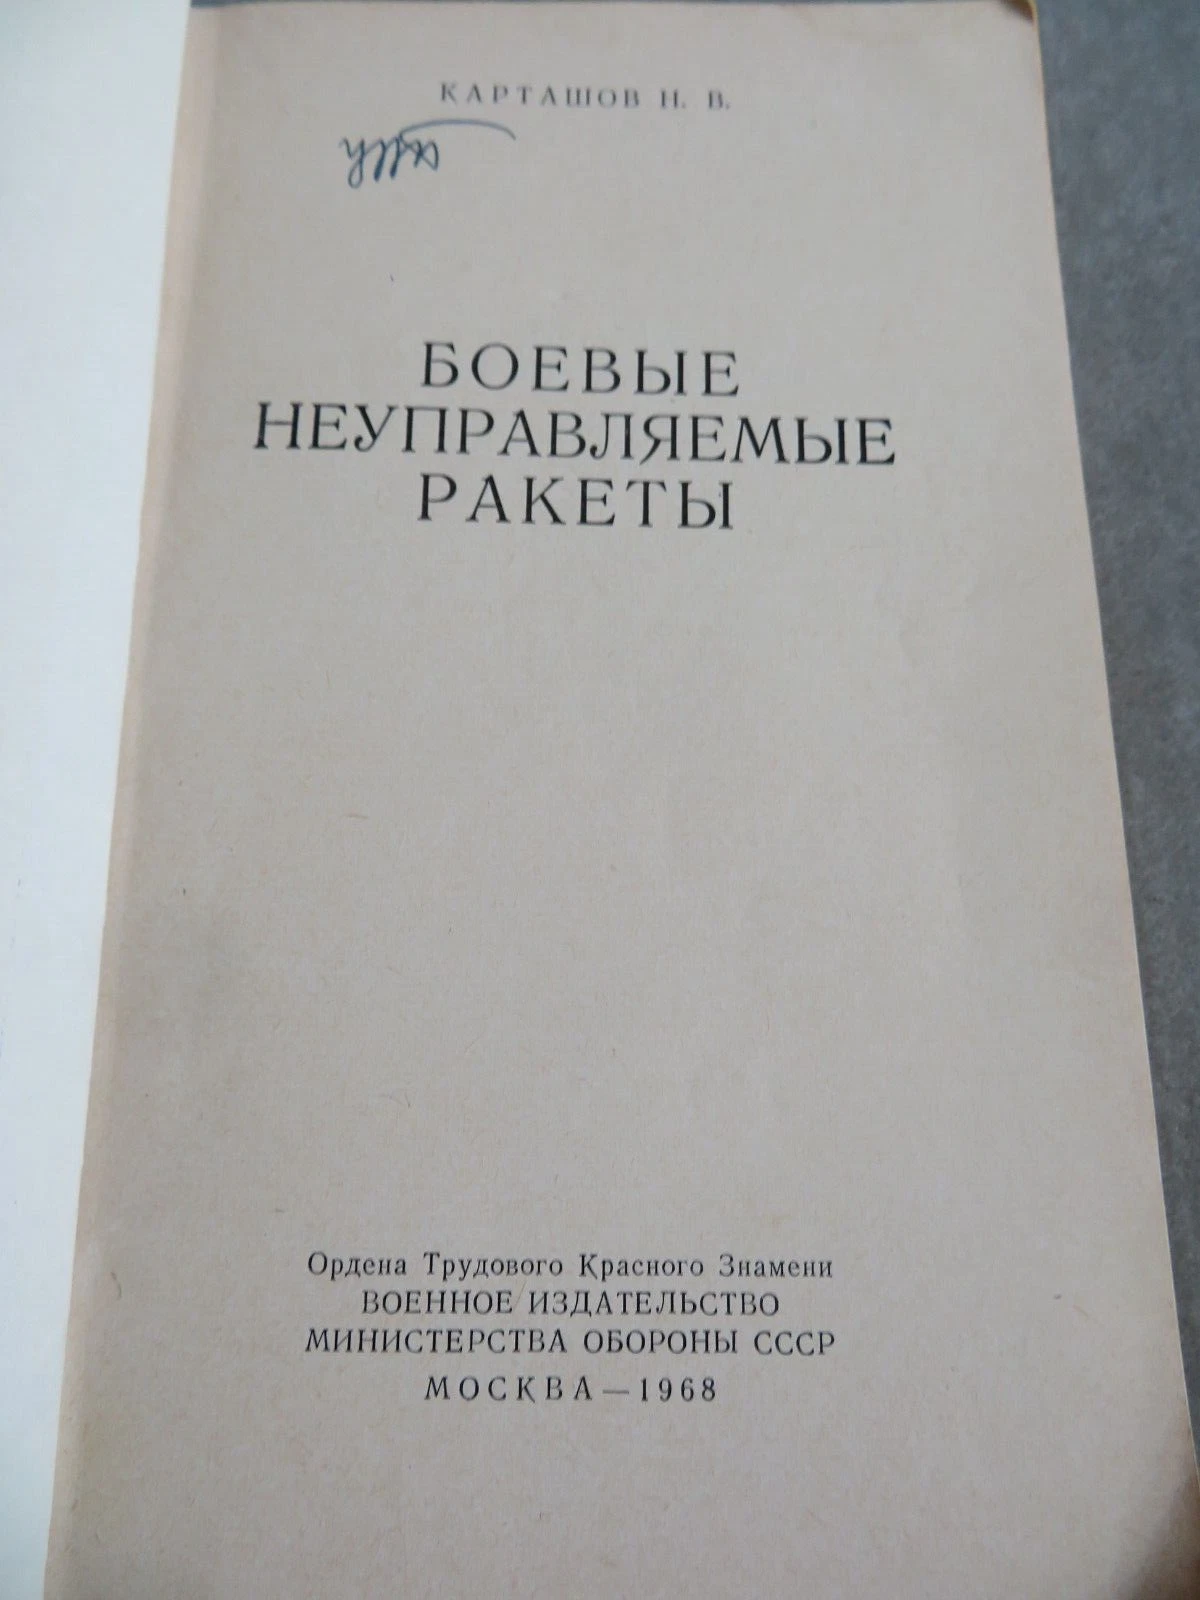 КАРТАШОВ Н. В.
БОЕВЫЕ
НЕУПРАВЛЯЕМЫЕ
РАКЕТЫ
Ордена Трудового Красного Знамени
ВОЕННОЕ ИЗДАТЕЛЬСТВО
МИНИСТЕРСТВА ОБОРОНЫ СССР
МОСКВА—1968